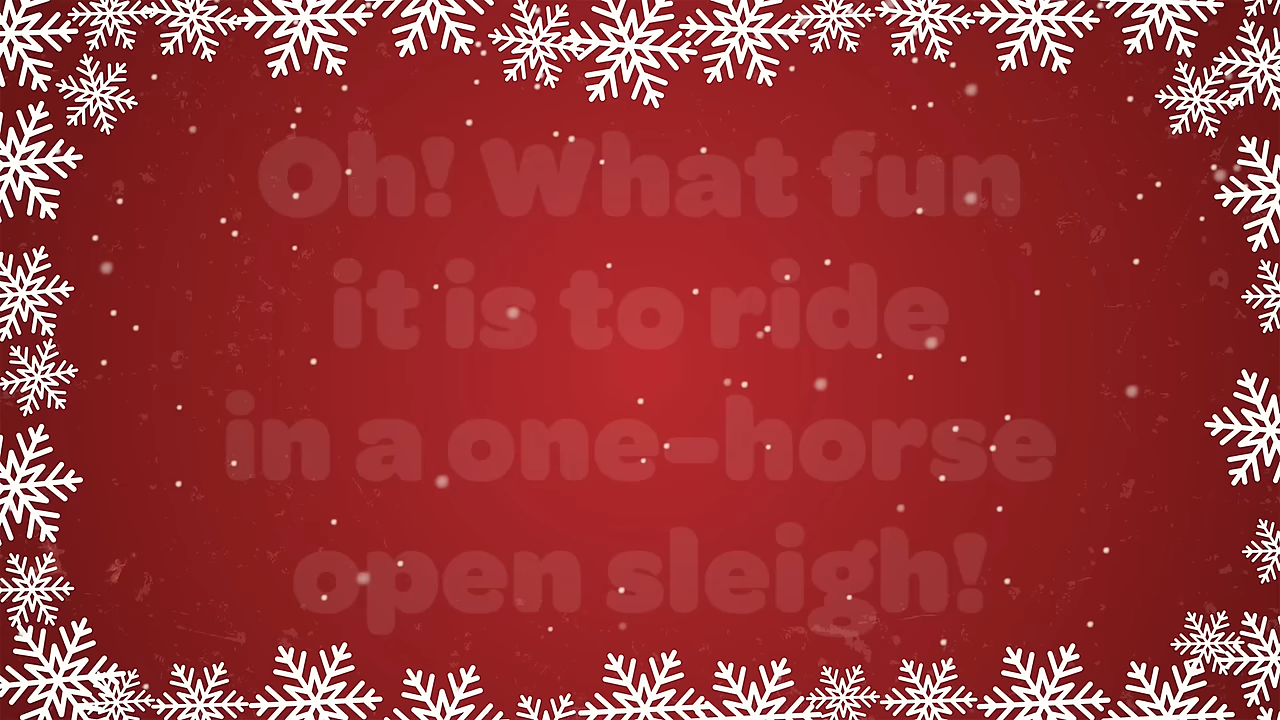 Oh! What fun
it is to ride
in a one-horse
open sleigh!